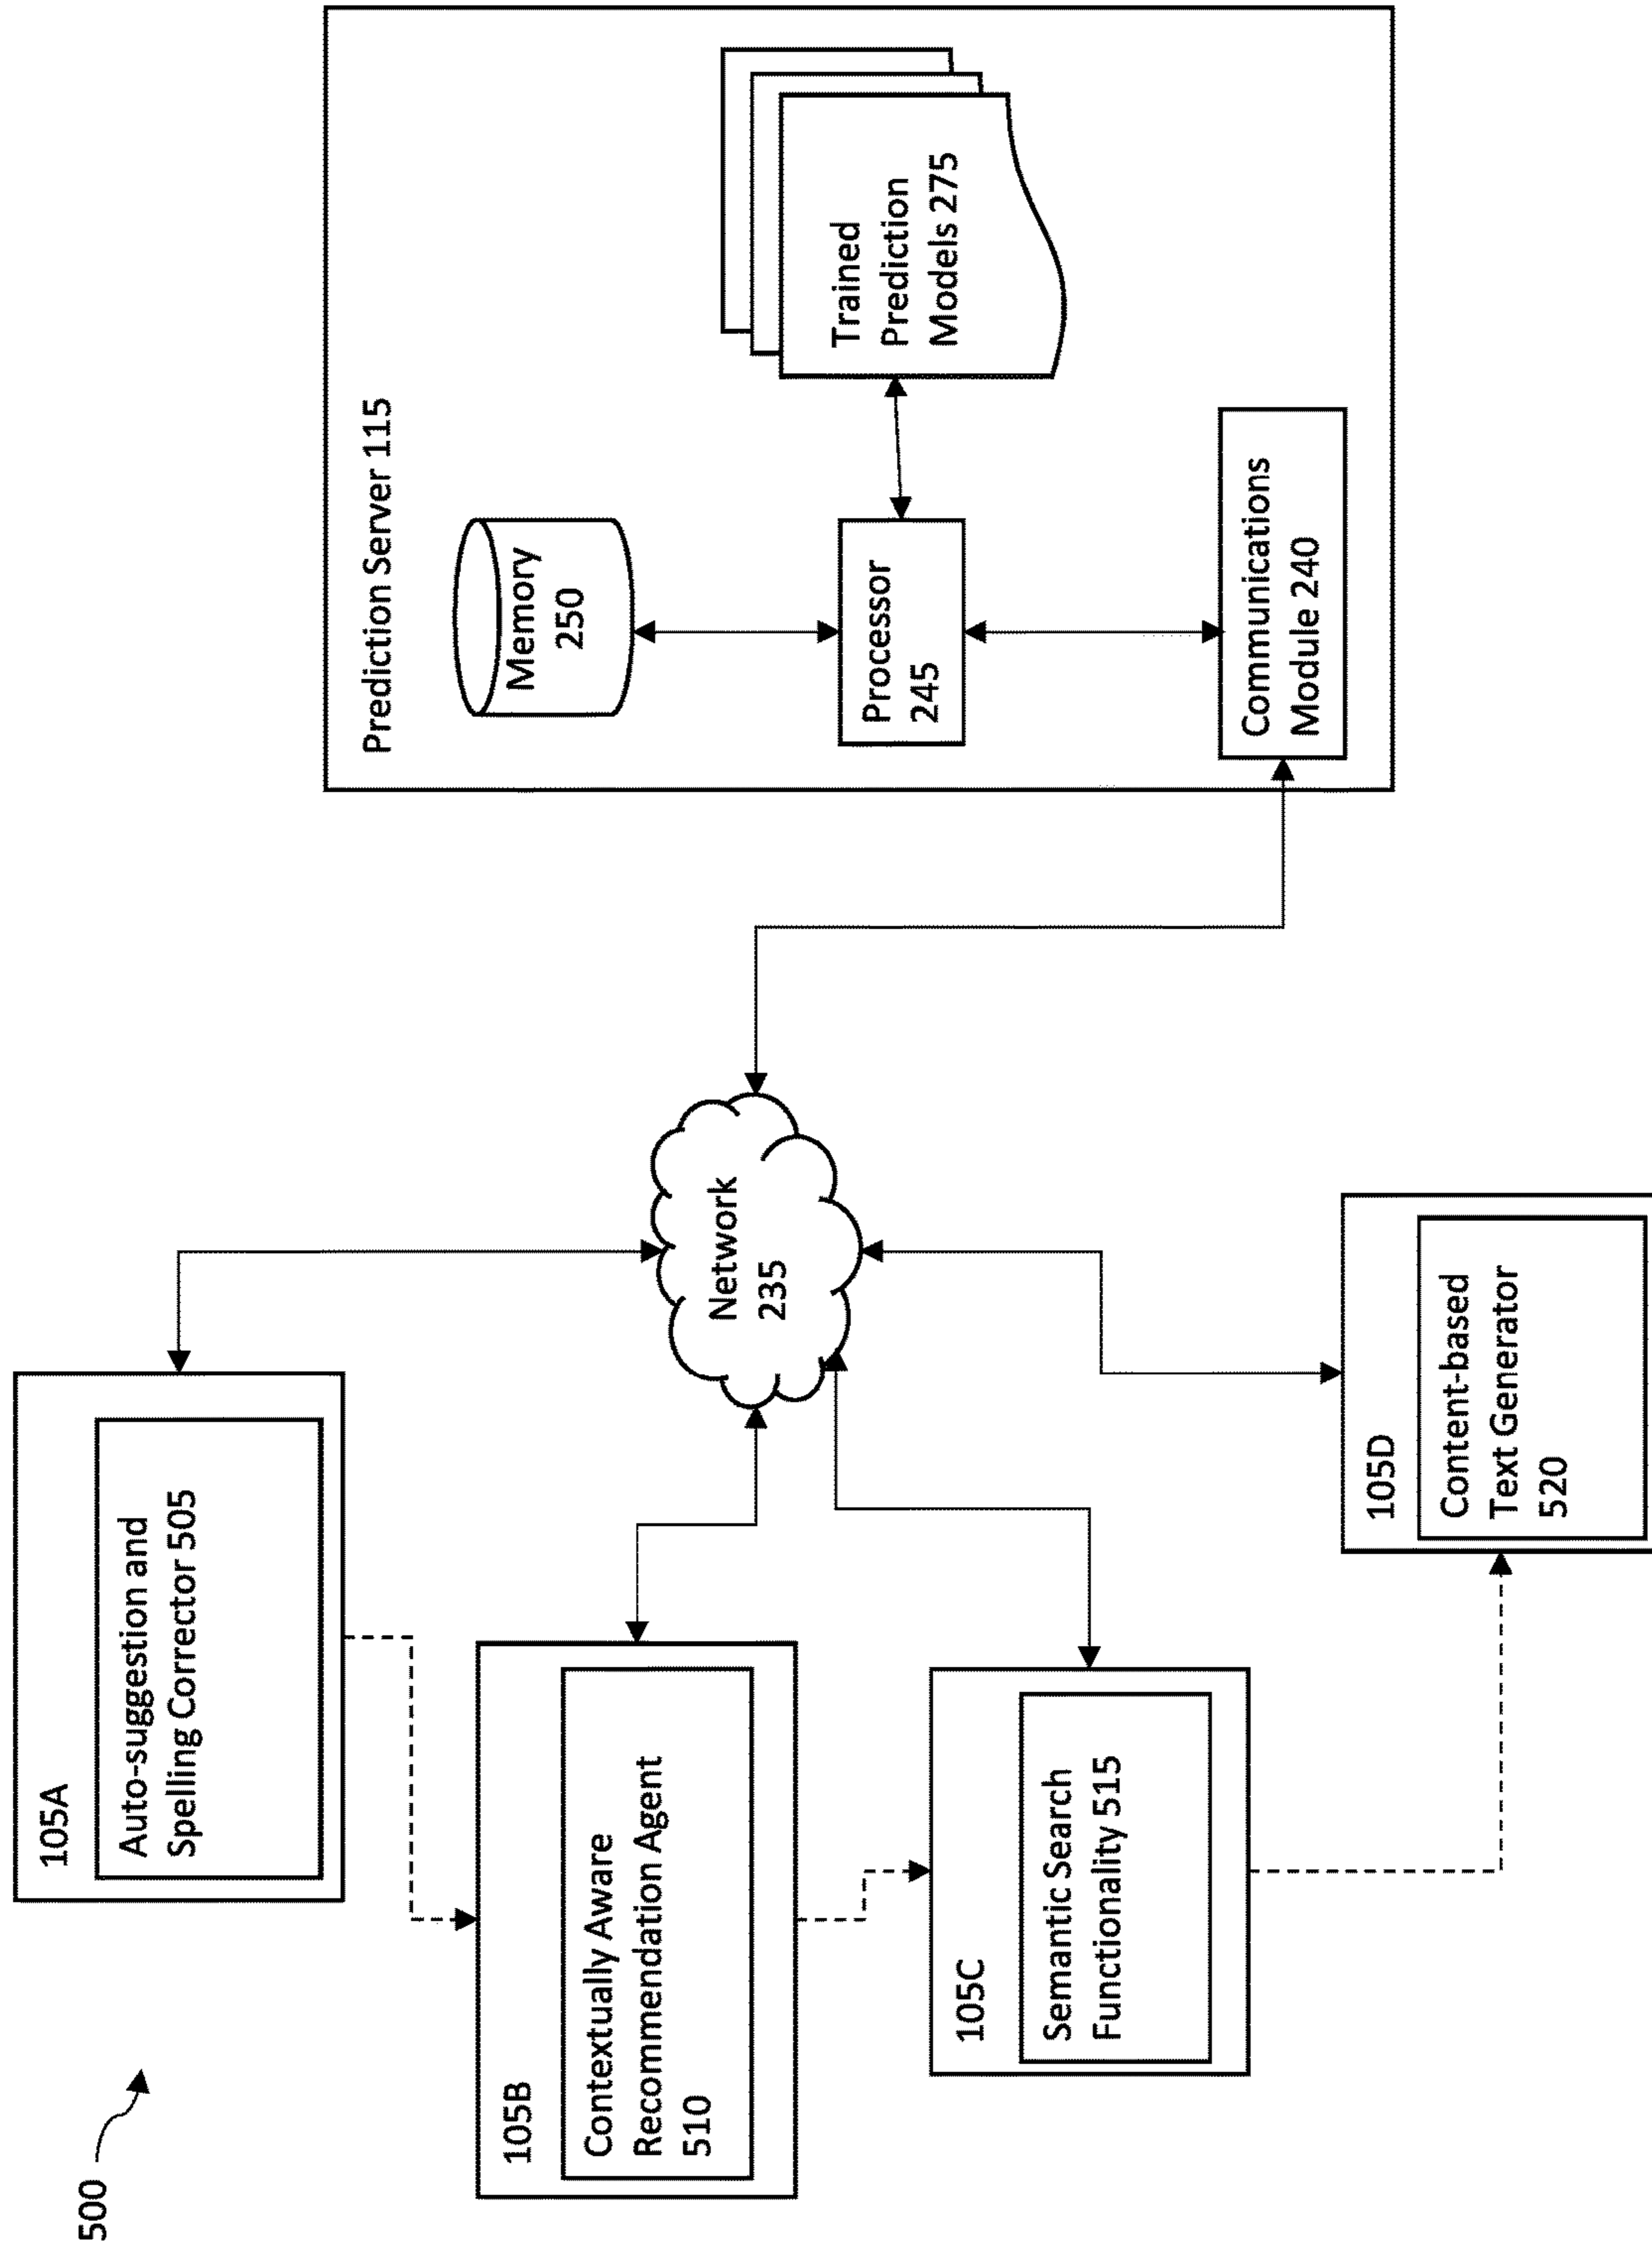 500
105A
Auto-suggestion and
Spelling Corrector 505
105B
Contextually Aware
Recommendation Agent
510
105C
Semantic Search
Functionality 515
105D
Content-based
Text Generator
520
Network
235
Prediction Server 115
Memory
250
Processor
245
Trained
Prediction
Models 275
Communications
Module 240